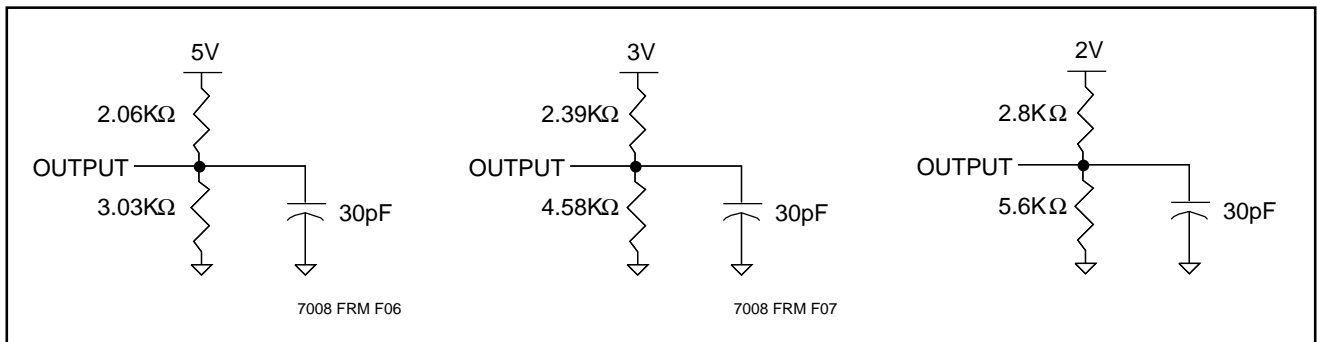 5V
2.06KΩ
OUTPUT
3.03KΩ
30pF
7008 FRM F06
3V
2.39KΩ
OUTPUT
4.58KΩ
30pF
7008 FRM F07
2V
2.8KΩ
OUTPUT
5.6KΩ
30pF